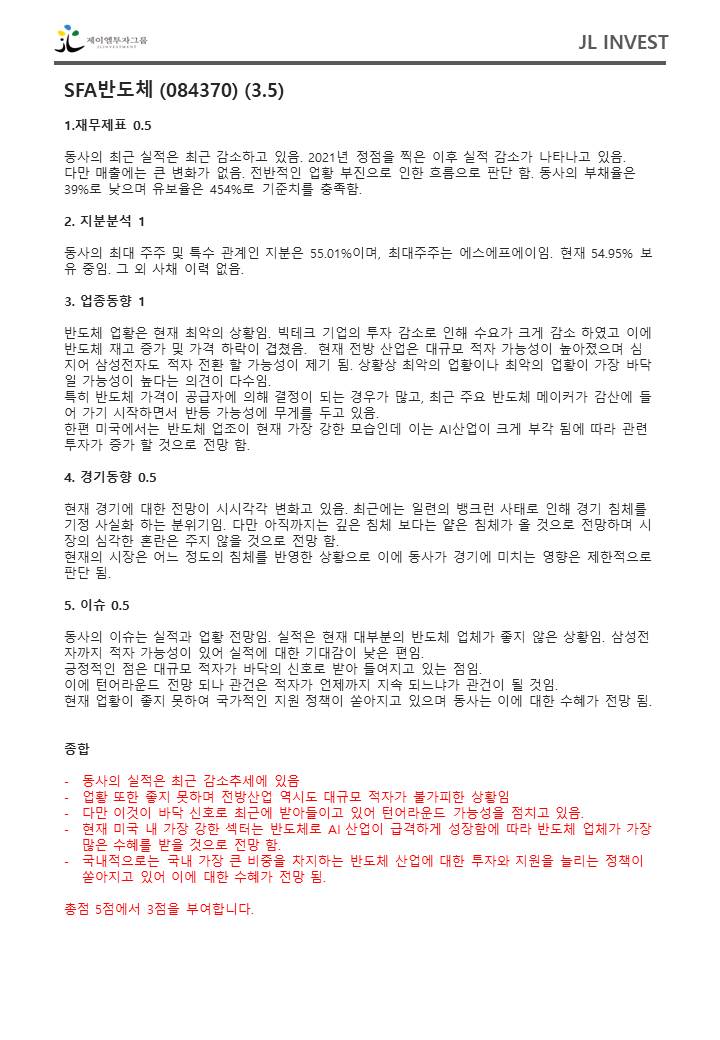 제이엘투자그룹
JLINVESTMENT
JL INVEST
SFA반도체 (084370) (3.5)
1.재무제표 0.5
동사의 최근 실적은 최근 감소하고 있음. 2021년 정점을 찍은 이후 실적 감소가 나타나고 있음.
다만 매출에는 큰 변화가 없음. 전반적인 업황 부진으로 인한 흐름으로 판단 함. 동사의 부채율은
39%로 낮으며 유보율은 454%로 기준치를 충족함.
2. 지분분석 1
동사의 최대 주주 및 특수 관계인 지분은 55.01%이며, 최대주주는 에스에프에이임. 현재 54.95% 보
유 중임. 그 외 사채 이력 없음.
3. 업종동향 1
반도체 업황은 현재 최악의 상황임. 빅테크 기업의 투자 감소로 인해 수요가 크게 감소 하였고 이에
반도체 재고 증가 및 가격 하락이 겹쳤음. 현재 전방 산업은 대규모 적자 가능성이 높아졌으며 심
지어 삼성전자도 적자 전환 할 가능성이 제기 됨. 상황상 최악의 업황이나 최악의 업황이 가장 바닥
일 가능성이 높다는 의견이 다수임.
특히 반도체 가격이 공급자에 의해 결정이 되는 경우가 많고, 최근 주요 반도체 메이커가 감산에 들
어 가기 시작하면서 반등 가능성에 무게를 두고 있음.
한편 미국에서는 반도체 업조이 현재 가장 강한 모습인데 이는 AI산업이 크게 부각 됨에 따라 관련
투자가 증가 할 것으로 전망 함.
4. 경기동향 0.5
현재 경기에 대한 전망이 시시각각 변화고 있음. 최근에는 일련의 뱅크런 사태로 인해 경기 침체를
기정 사실화 하는 분위기임. 다만 아직까지는 깊은 침체 보다는 얕은 침체가 올 것으로 전망하며 시
장의 심각한 혼란은 주지 않을 것으로 전망 함.
현재의 시장은 어느 정도의 침체를 반영한 상황으로 이에 동사가 경기에 미치는 영향은 제한적으로
판단 됨.
5. 이슈 0.5
동사의 이슈는 실적과 업황 전망임. 실적은 현재 대부분의 반도체 업체가 좋지 않은 상황임. 삼성전
자까지 적자 가능성이 있어 실적에 대한 기대감이 낮은 편임.
긍정적인 점은 대규모 적자가 바닥의 신호로 받아 들여지고 있는 점임.
이에 턴어라운드 전망 되나 관건은 적자가 언제까지 지속 되느냐가 관건이 될 것임.
현재 업황이 좋지 못하여 국가적인 지원 정책이 쏟아지고 있으며 동사는 이에 대한 수혜가 전망 됨.
종합
- 동사의 실적은 최근 감소추세에 있음
- 업황 또한 좋지 못하며 전방산업 역시도 대규모 적자가 불가피한 상황임
- 다만 이것이 바닥 신호로 최근에 받아들이고 있어 턴어라운드 가능성을 점치고 있음.
- 현재 미국 내 가장 강한 섹터는 반도체로 AI 산업이 급격하게 성장함에 따라 반도체 업체가 가장
많은 수혜를 받을 것으로 전망 함.
- 국내적으로는 국내 가장 큰 비중을 차지하는 반도체 산업에 대한 투자와 지원을 늘리는 정책이
쏟아지고 있어 이에 대한 수혜가 전망 됨.
총점 5점에서 3점을 부여합니다.